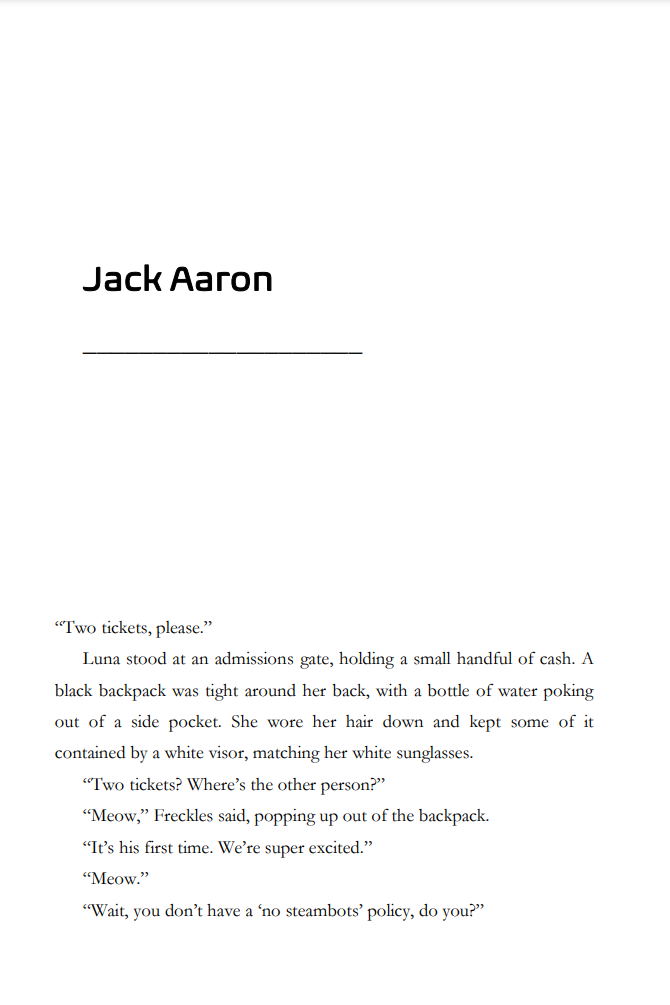 Jack Aaron
____________________
“Two tickets, please.”
Luna stood at an admissions gate, holding a small handful of cash. A
black backpack was tight around her back, with a bottle of water poking
out of a side pocket. She wore her hair down and kept some of it
contained by a white visor, matching her white sunglasses.
“Two tickets? Where’s the other person?”
“Meow,” Freckles said, popping up out of the backpack.
“It’s his first time. We’re super excited.”
“Meow.”
“Wait, you don’t have a ‘no steambots’ policy, do you?”